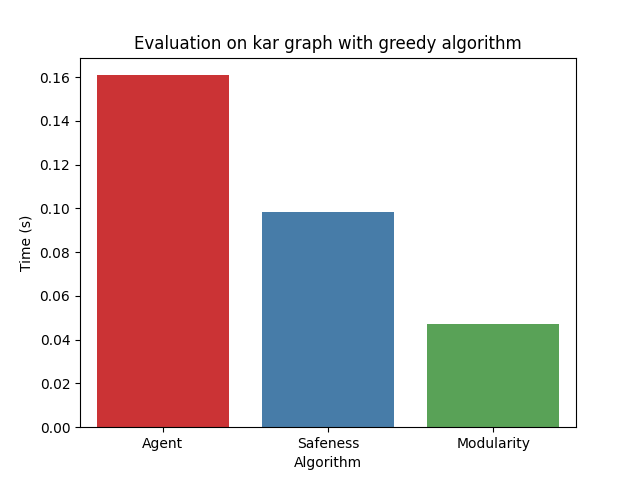 Evaluation on kar graph with greedy algorithm
0.16
0.14
0.12
0.10
0.08
0.06
0.04
0.02
0.00
Time (s)
Agent Safeness Modularity
Algorithm